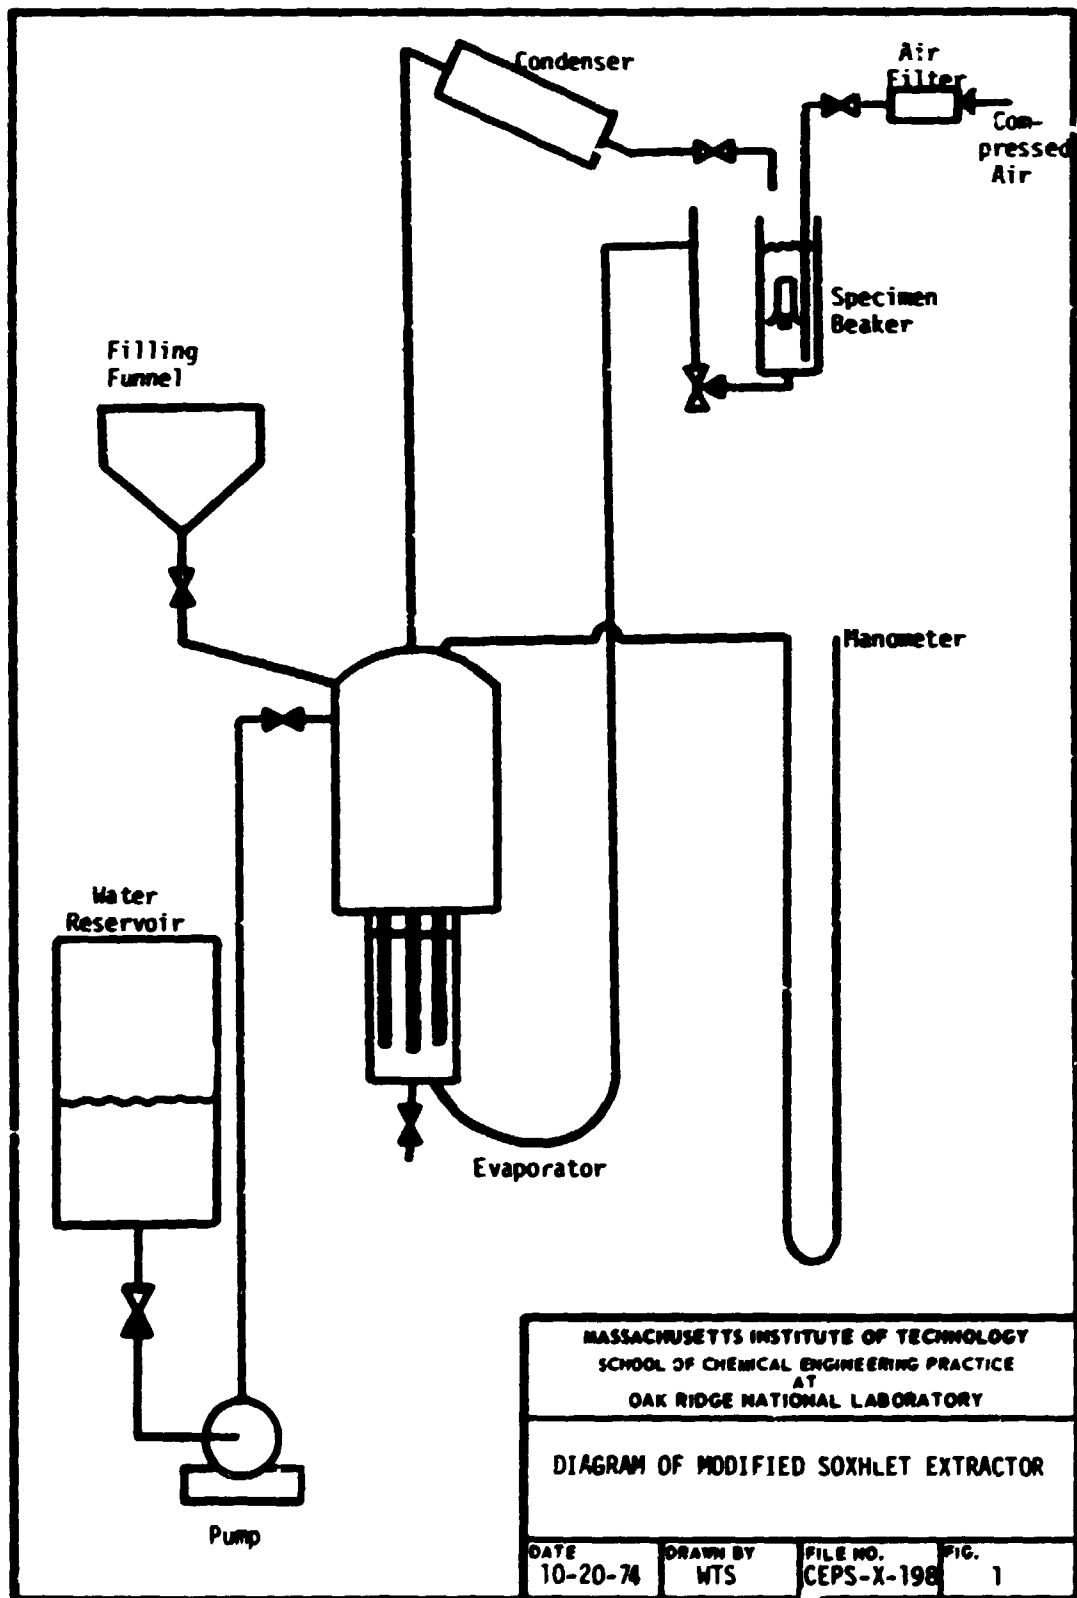 Condenser
Air
Filter
Com-
pressed
Air
Specimen
Beaker
Filling
Funnel
Manometer
Water
Reservoir
Evaporator
Pump
MASSACHUSETTS INSTITUTE OF TECHNOLOGY
SCHOOL OF CHEMICAL ENGINEERING PRACTICE
AT
OAK RIDGE NATIONAL LABORATORY
DIAGRAM OF MODIFIED SOXHLET EXTRACTOR
DATE DRAWN BY FILE NO. FIG.
10-20-74 WTS CEPS-X-198 1